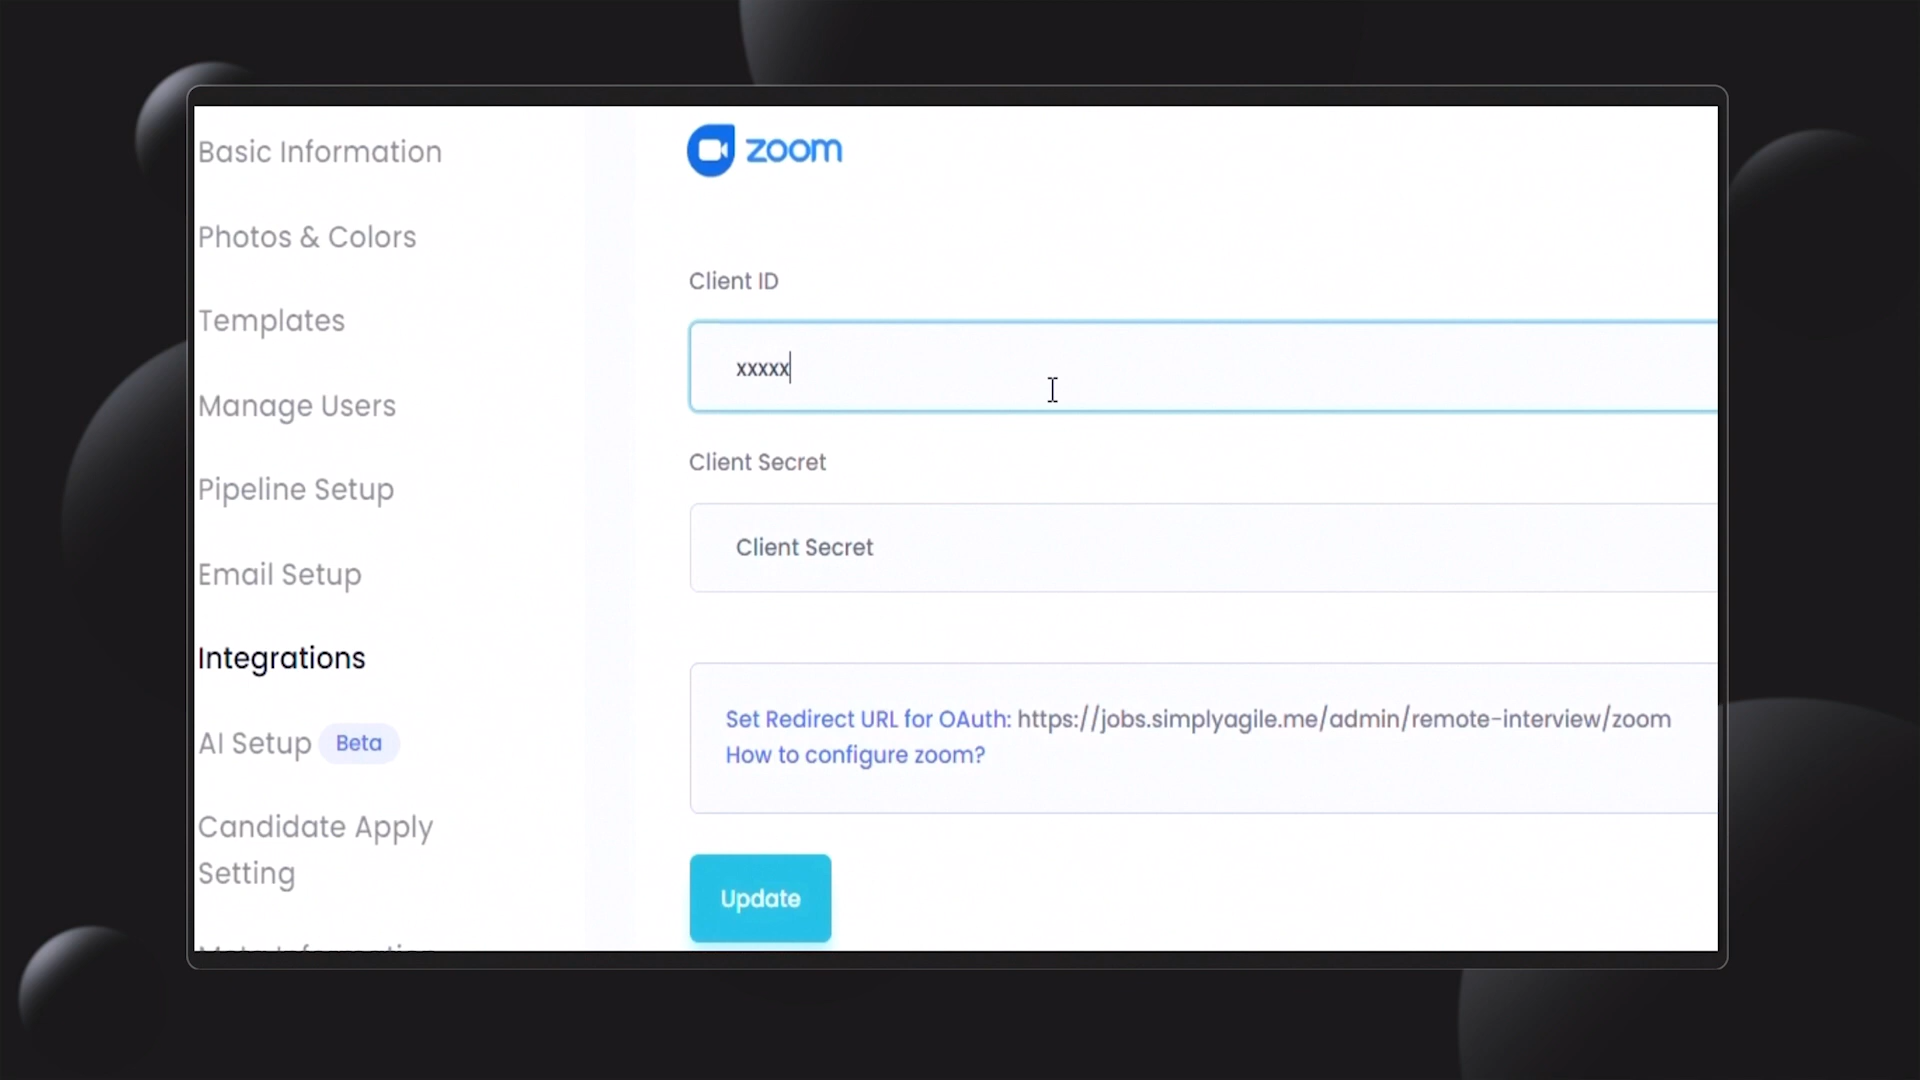 Basic Information
Photos & Colors
Templates
Manage Users
Pipeline Setup
Email Setup
Integrations
AI Setup Beta
Candidate Apply
Setting
Meta Information
zoom
Client ID
xxxxx
Client Secret
Client Secret
Set Redirect URL for OAuth: https://jobs.simplyagile.me/admin/remote-interview/zoom
How to configure zoom?
Update